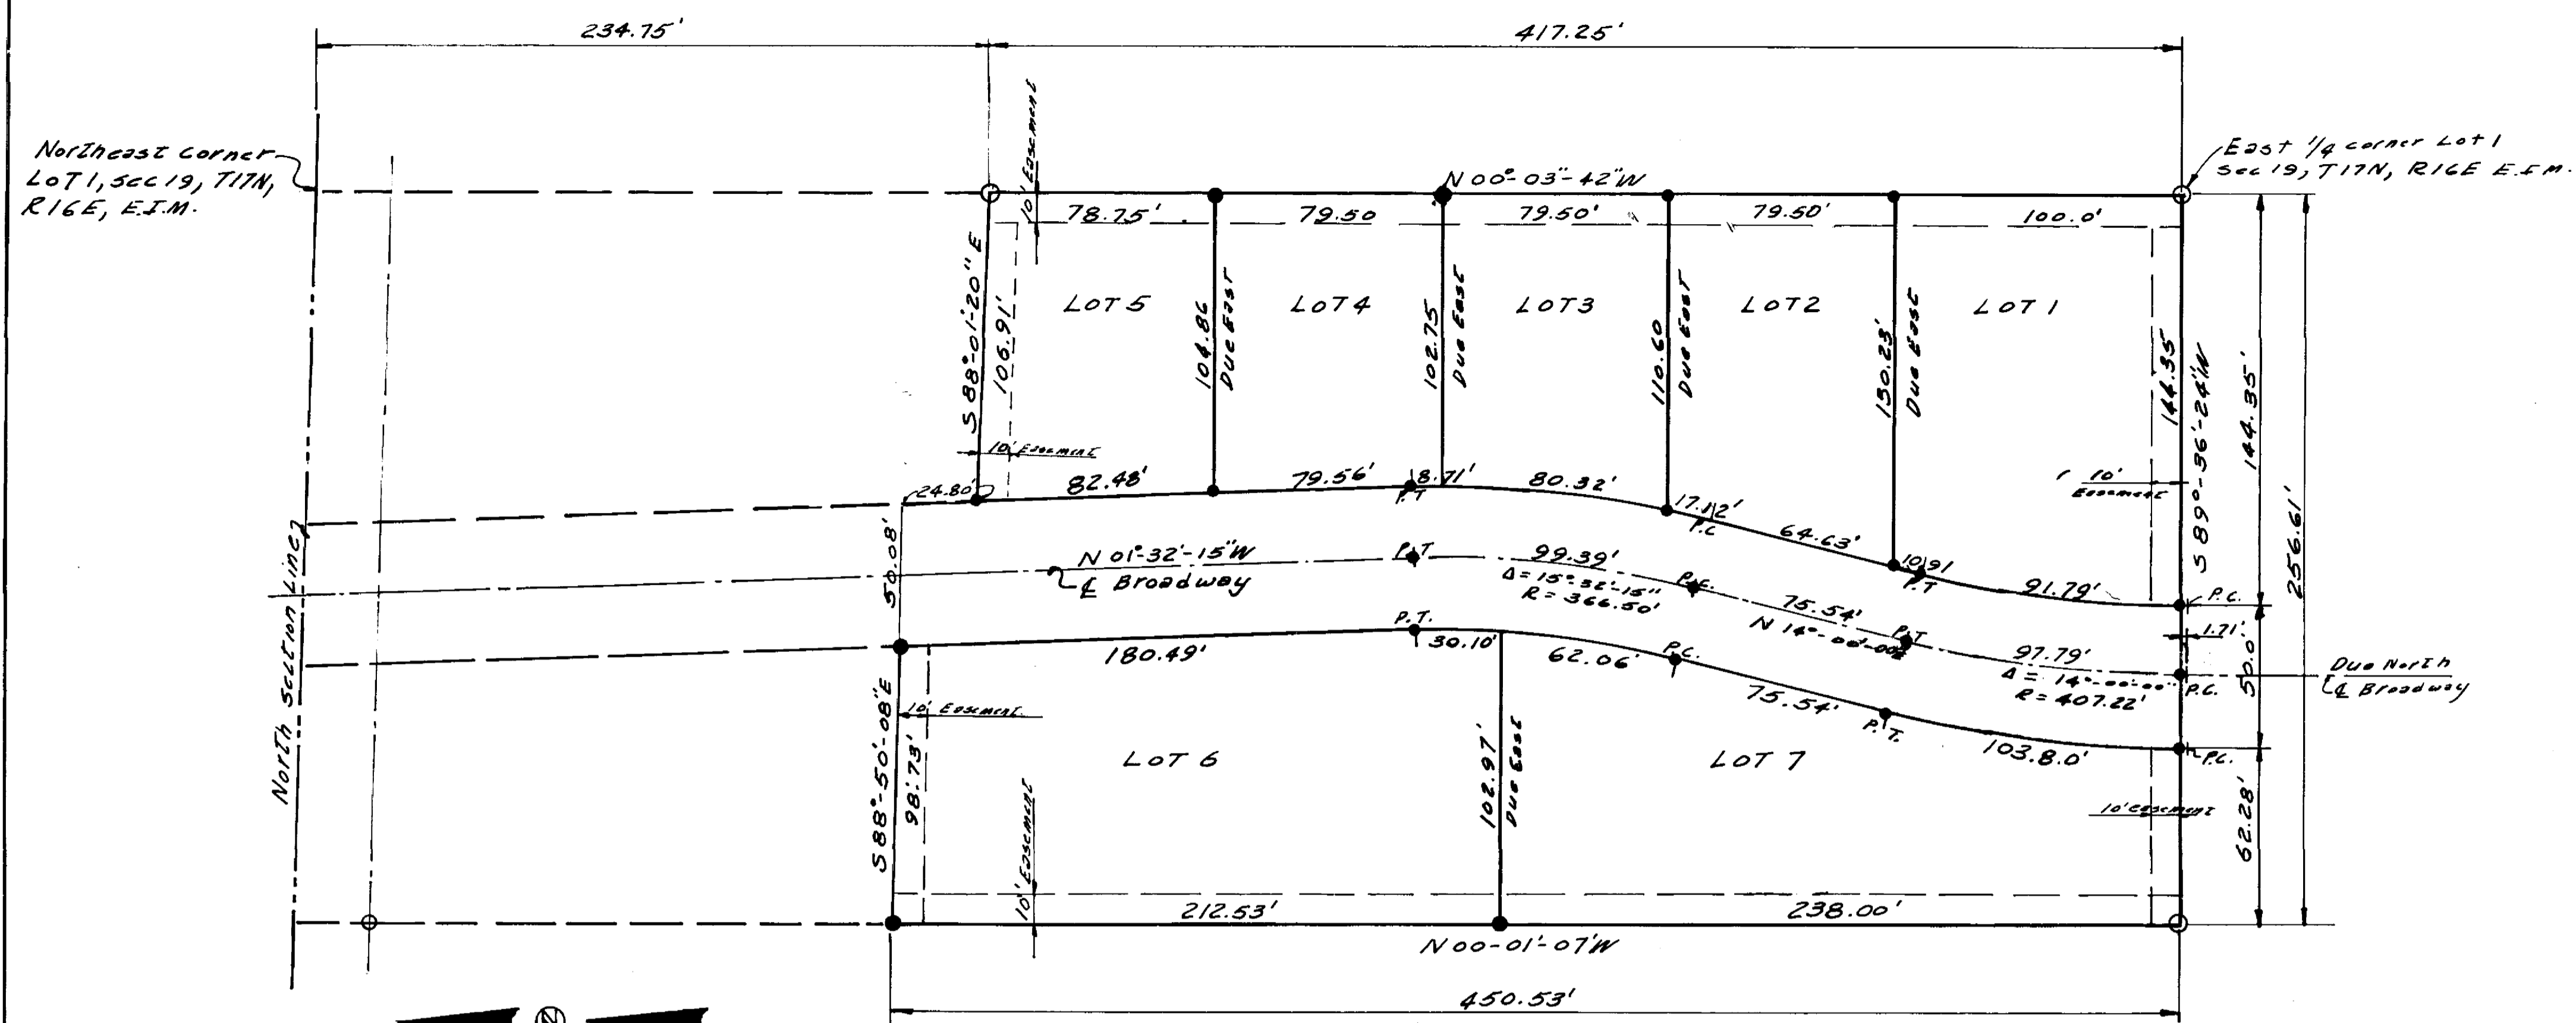 234.75'
417.25'
Northeast corner
LOT 1, sec 19, T17N,
R16E, E.I.M.
East 1/4 corner Lot 1
sec 19, T17N, R16E E.I.M.
10' Easement
N 00°-03"-42"W
78.75'
79.50
79.50'
79.50'
100.0'
S 88°-01'-20" E
106.91'
LOT 5
104.86
Due East
LOT 4
102.75
Due East
LOT 3
110.60
Due East
LOT 2
130.23'
Due East
LOT 1
144.35
S 89°-36'-24"W
144.35'
256.61'
10' Easement
10'
Easement
24.80'
82.48'
79.56'
P.T
8.71'
80.32'
17.12'
P.C
64.63'
10.91
P.T
91.79'
P.C.
North Section Line
50.08'
N 01°-32'-15"W
℄ Broadway
P.T
99.39'
Δ = 15°-32'-15"
R = 366.50'
P.C.
75.54'
N 14°-00'-00"E
P.T
97.79'
Δ = 14°-00'-00"
R = 407.22'
P.C.
1.71'
50.0'
Due North
℄ Broadway
180.49'
P.T.
30.10'
62.06'
P.C.
75.54'
P.T.
103.80'
P.C.
S 88°-50'-08"E
98.73'
10' Easement
LOT 6
102.97'
Due East
LOT 7
10' easement
62.28'
10' Easement
212.53'
238.00'
N 00-01'-07"W
450.53'
N